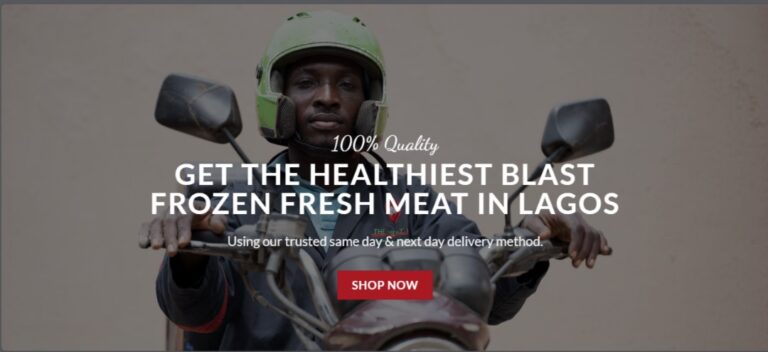 100% Quality
GET THE HEALTHIEST BLAST
FROZEN FRESH MEAT IN LAGOS
Using our trusted same day & next day delivery method.
SHOP NOW